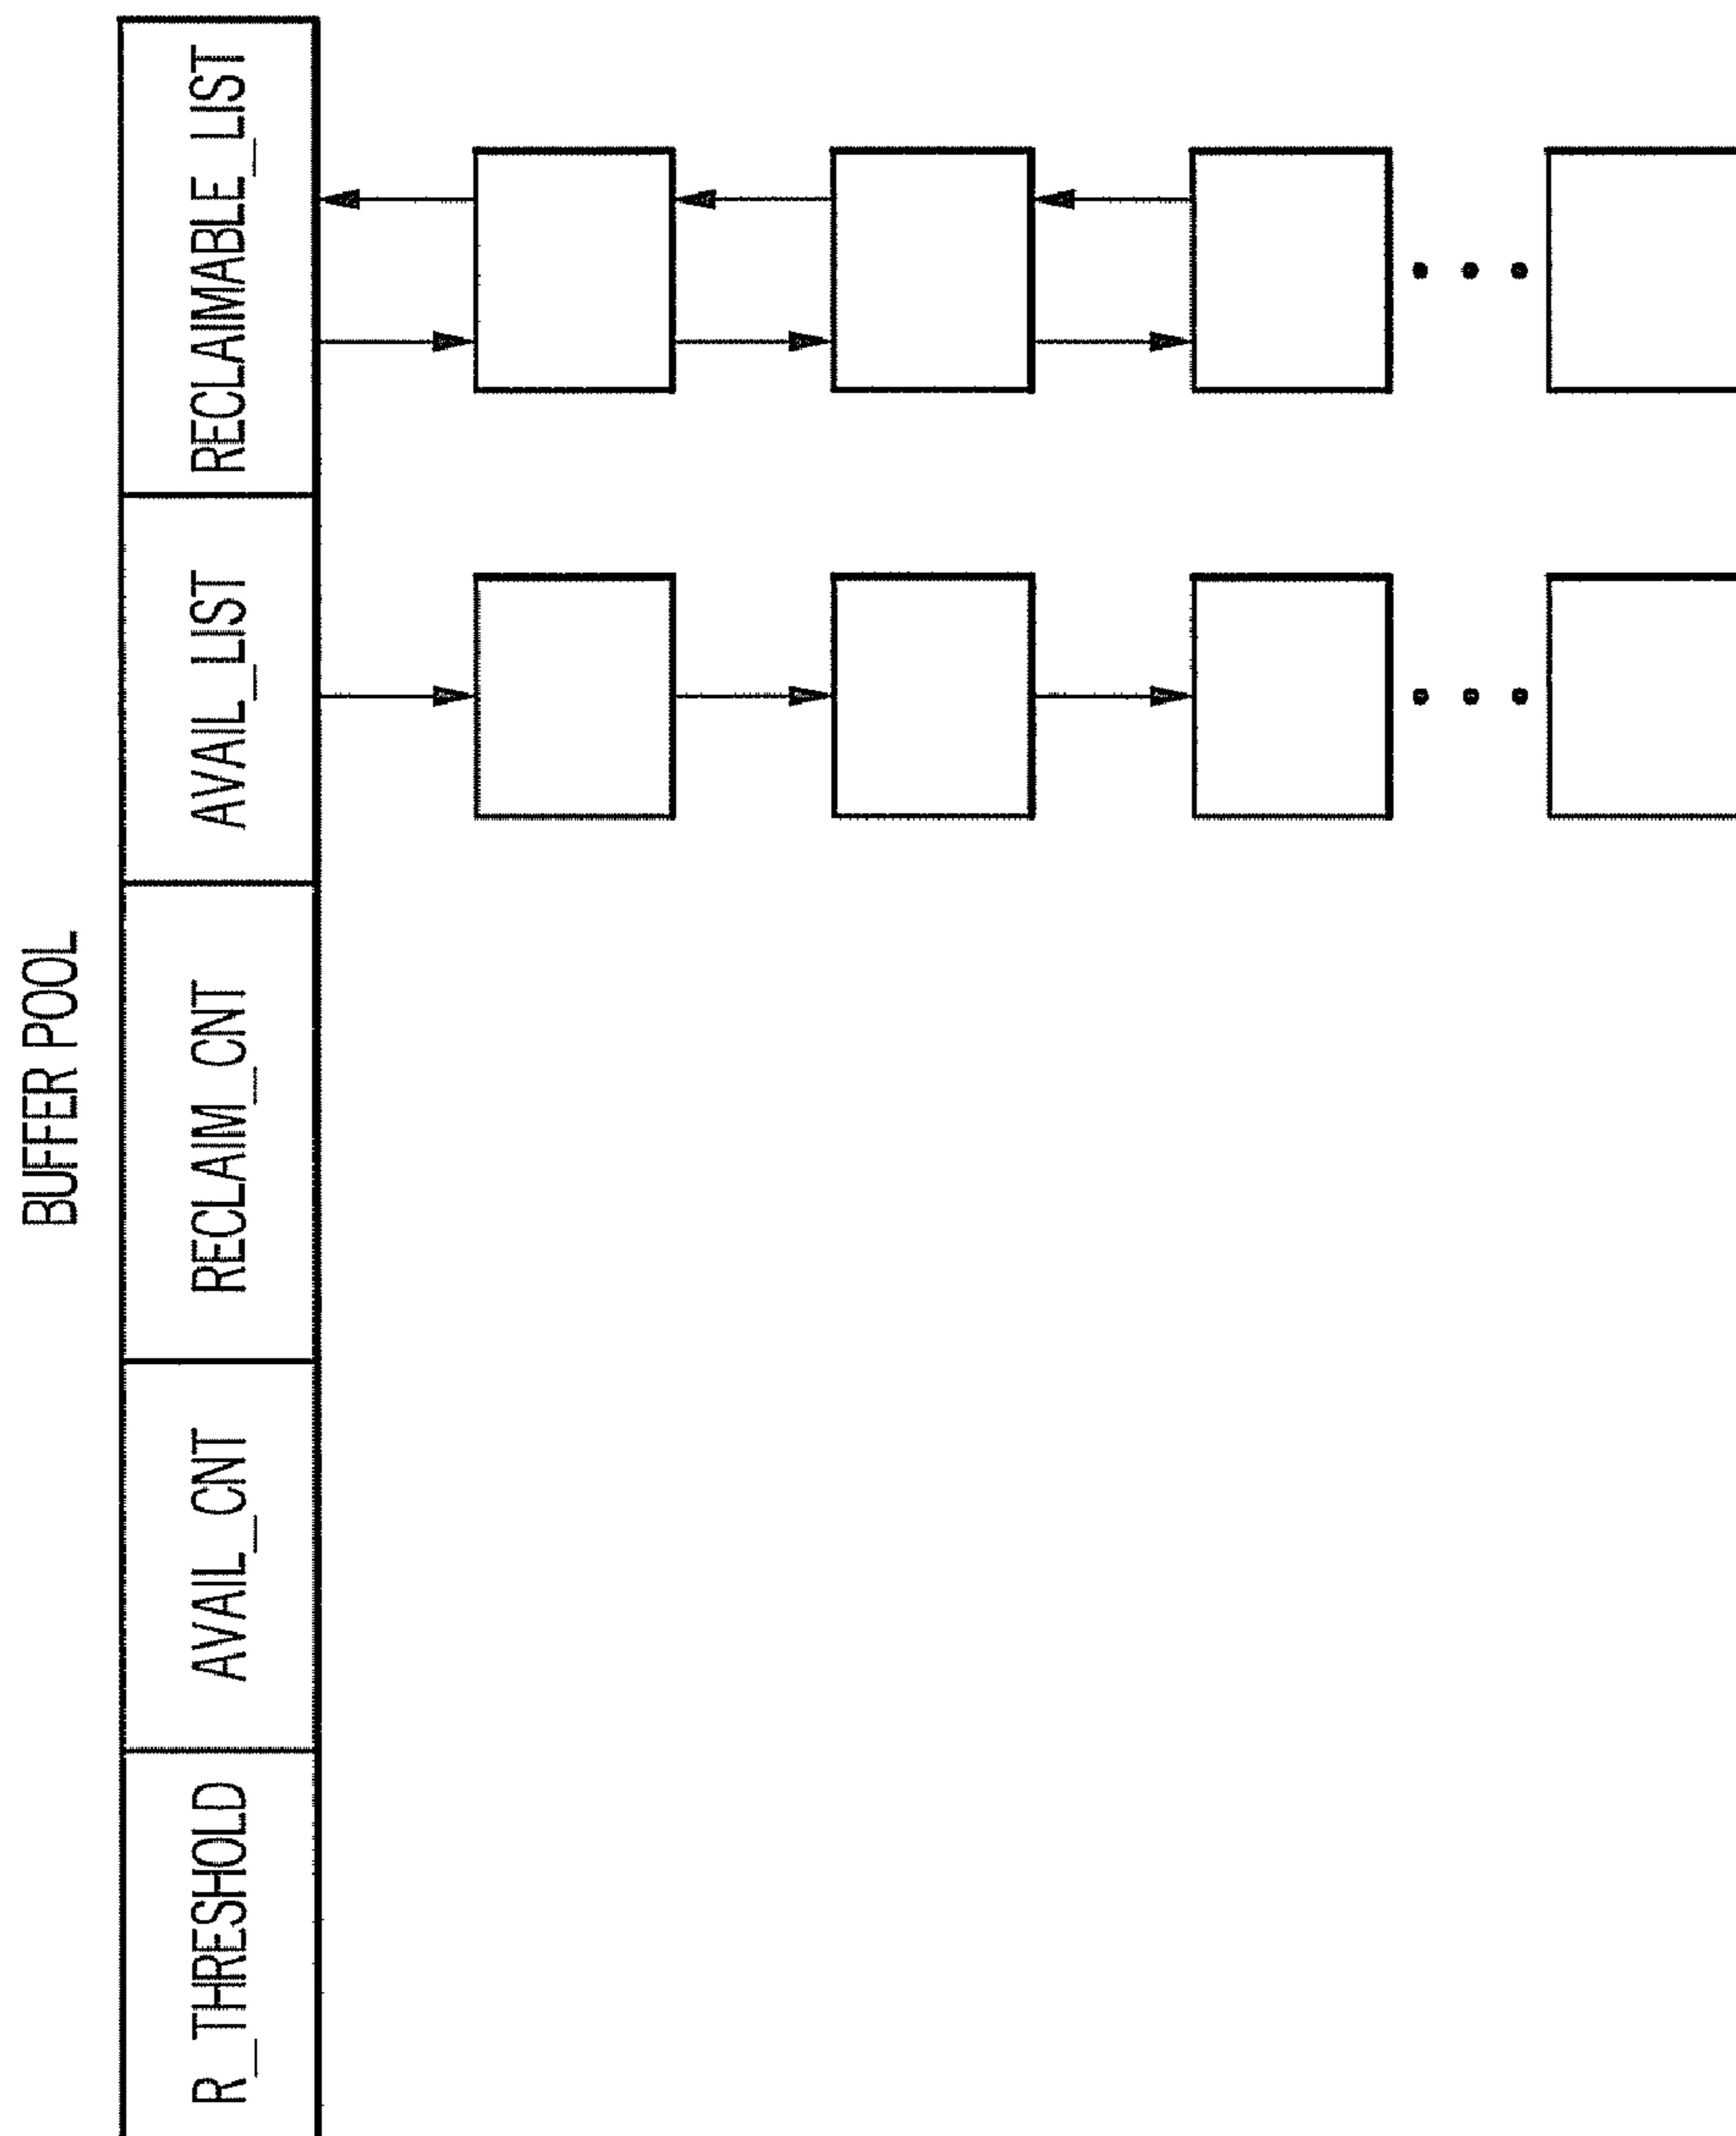 BUFFER POOL
R_THRESHOLD
AVAIL_CNT
RECLAIM_CNT
AVAIL_LIST
RECLAIMABLE_LIST